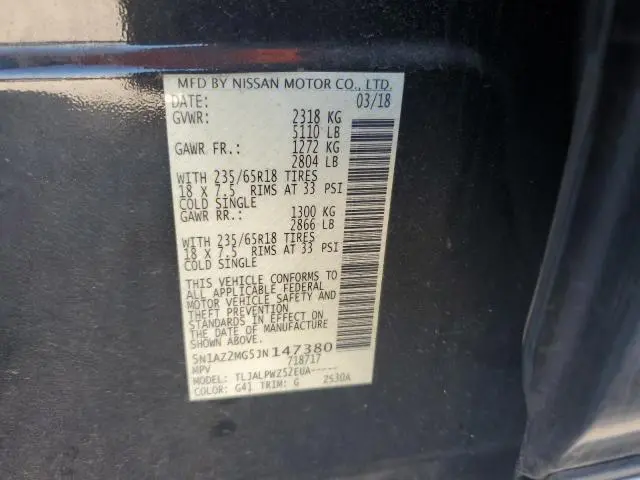 MFD BY NISSAN MOTOR CO., LTD.
DATE: 03/18
GVWR: 2318 KG
5110 LB
GAWR FR.: 1272 KG
2804 LB
WITH 235/65R18 TIRES
18 X 7.5 RIMS AT 33 PSI
COLD SINGLE
GAWR RR.: 1300 KG
2866 LB
WITH 235/65R18 TIRES
18 X 7.5 RIMS AT 33 PSI
COLD SINGLE
THIS VEHICLE CONFORMS TO
ALL APPLICABLE FEDERAL
MOTOR VEHICLE SAFETY AND
THEFT PREVENTION
STANDARDS IN EFFECT ON
THE DATE OF MANUFACTURE
SHOWN ABOVE.
5N1AZ2MG5JN147380
MPV 718717
MODEL: TLJALPWZ52EUA-----
COLOR: G41 TRIM: G 2S30A